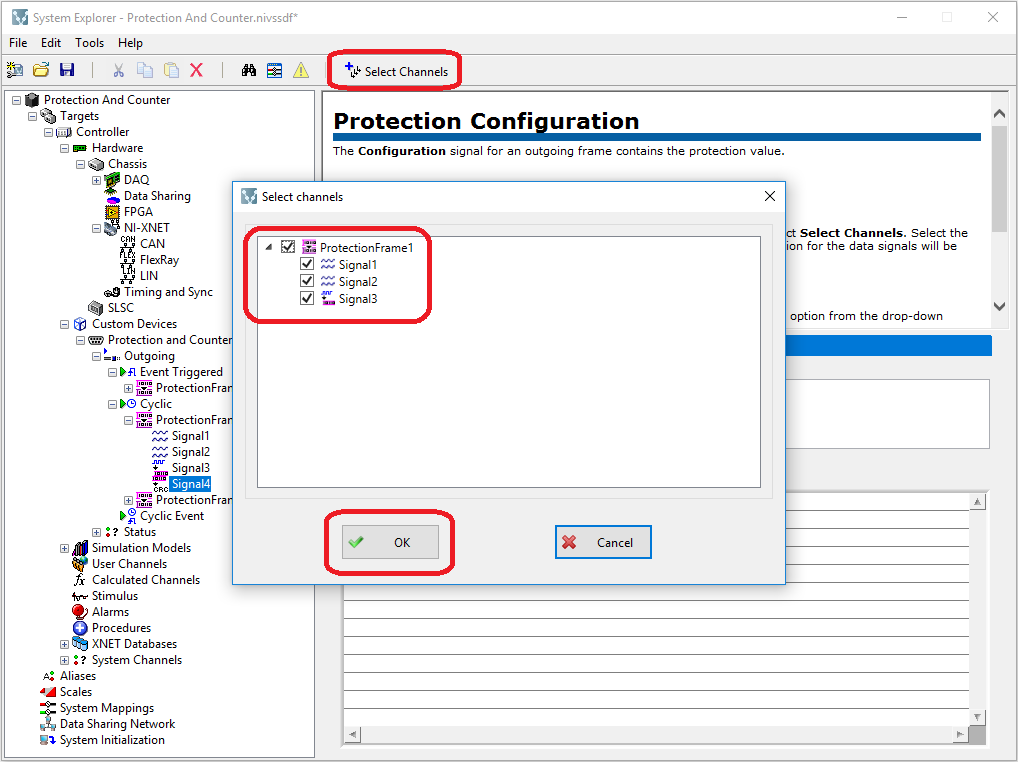 System Explorer - Protection And Counter.nivssdf*
File Edit Tools Help
Select Channels
Protection And Counter
Targets
Controller
Hardware
Chassis
DAQ
Data Sharing
FPGA
NI-XNET
CAN
FlexRay
LIN
Timing and Sync
SLSC
Custom Devices
Protection and Counter
Outgoing
Event Triggered
ProtectionFran
Cyclic
ProtectionFran
Signal1
Signal2
Signal3
Signal4
ProtectionFran
Cyclic Event
Status
Simulation Models
User Channels
Calculated Channels
Stimulus
Alarms
Procedures
XNET Databases
System Channels
Aliases
Scales
System Mappings
Data Sharing Network
System Initialization
Protection Configuration
The Configuration signal for an outgoing frame contains the protection value.
ct Select Channels. Select the
ion for the data signals will be
option from the drop-down
Select channels
ProtectionFrame1
Signal1
Signal2
Signal3
OK
Cancel